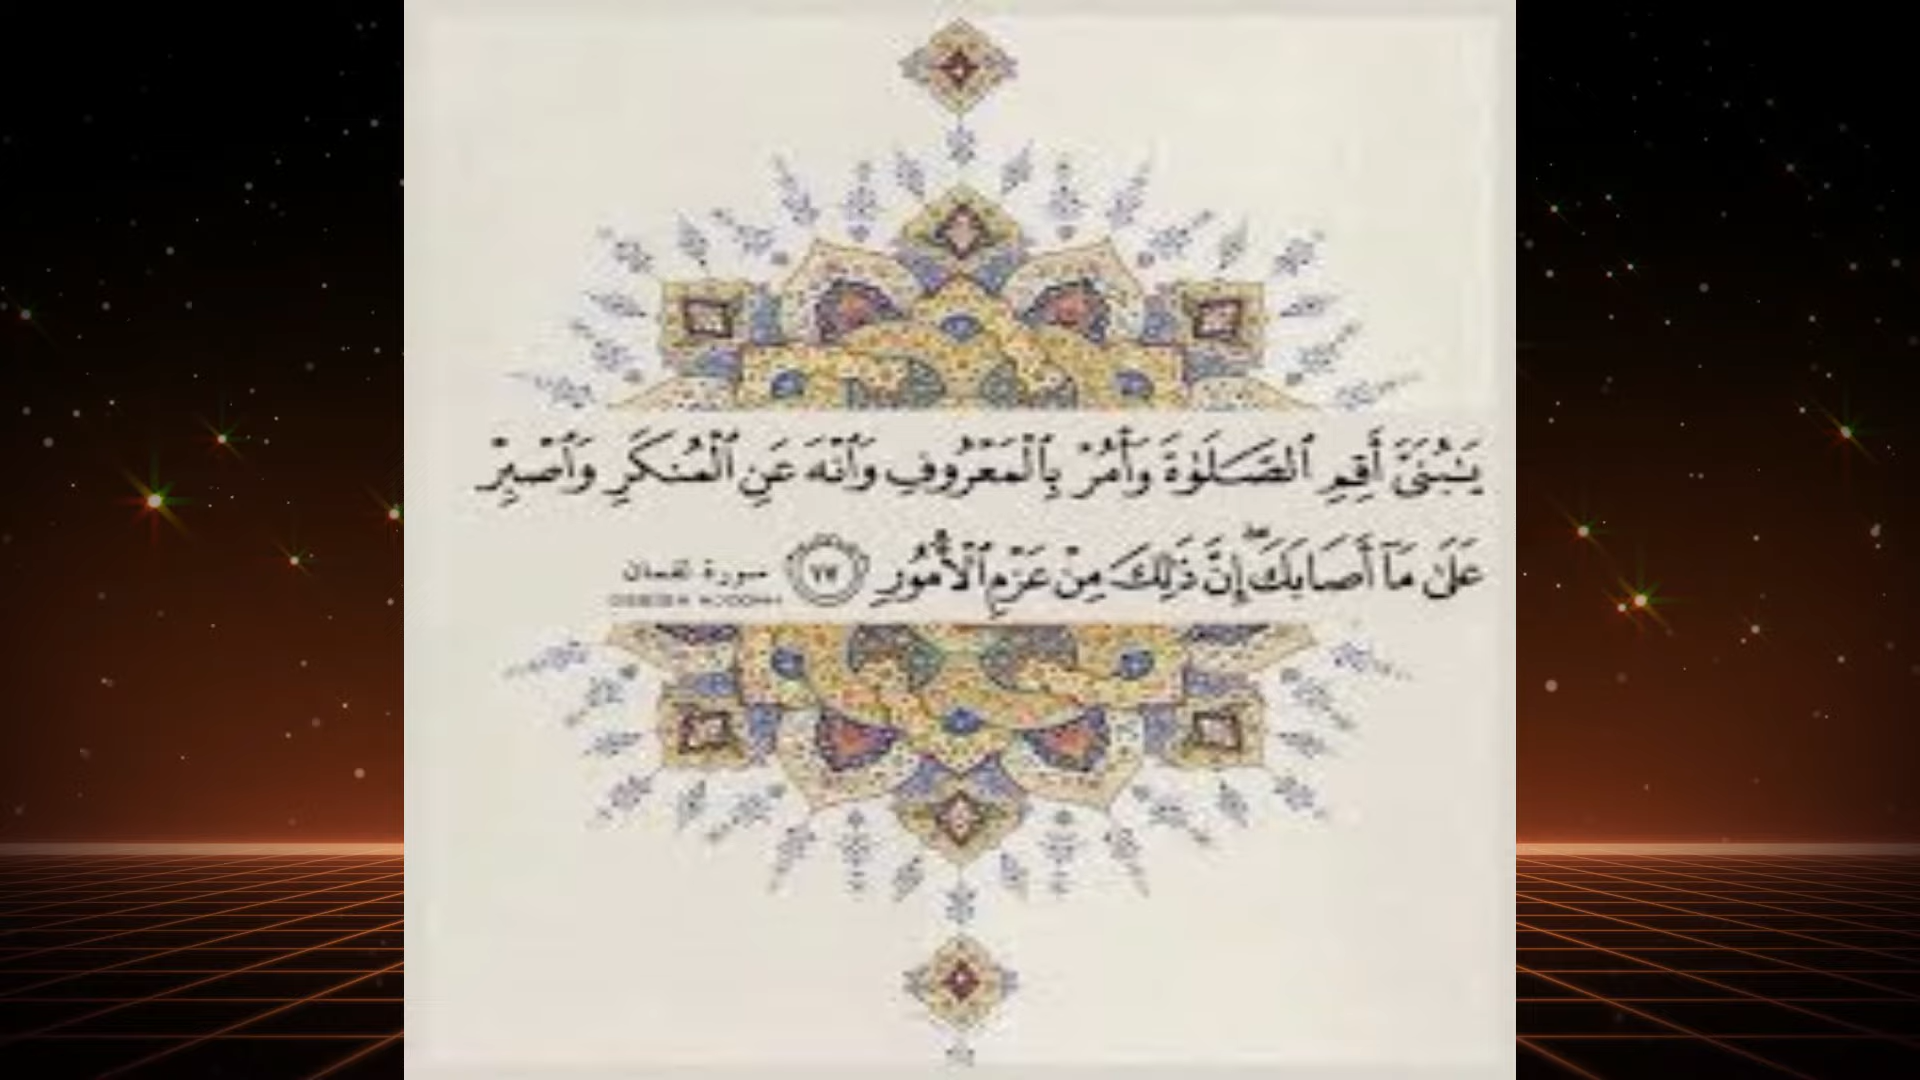 يَـٰبُنَىَّ أَقِمِ ٱلصَّلَوٰةَ وَأْمُرْ بِٱلْمَعْرُوفِ وَٱنْهَ عَنِ ٱلْمُنكَرِ وَٱصْبِرْ
عَلَىٰ مَآ أَصَابَكَ ۖ إِنَّ ذَٰلِكَ مِنْ عَزْمِ ٱلْأُمُورِ ١٧ سورة لقمان